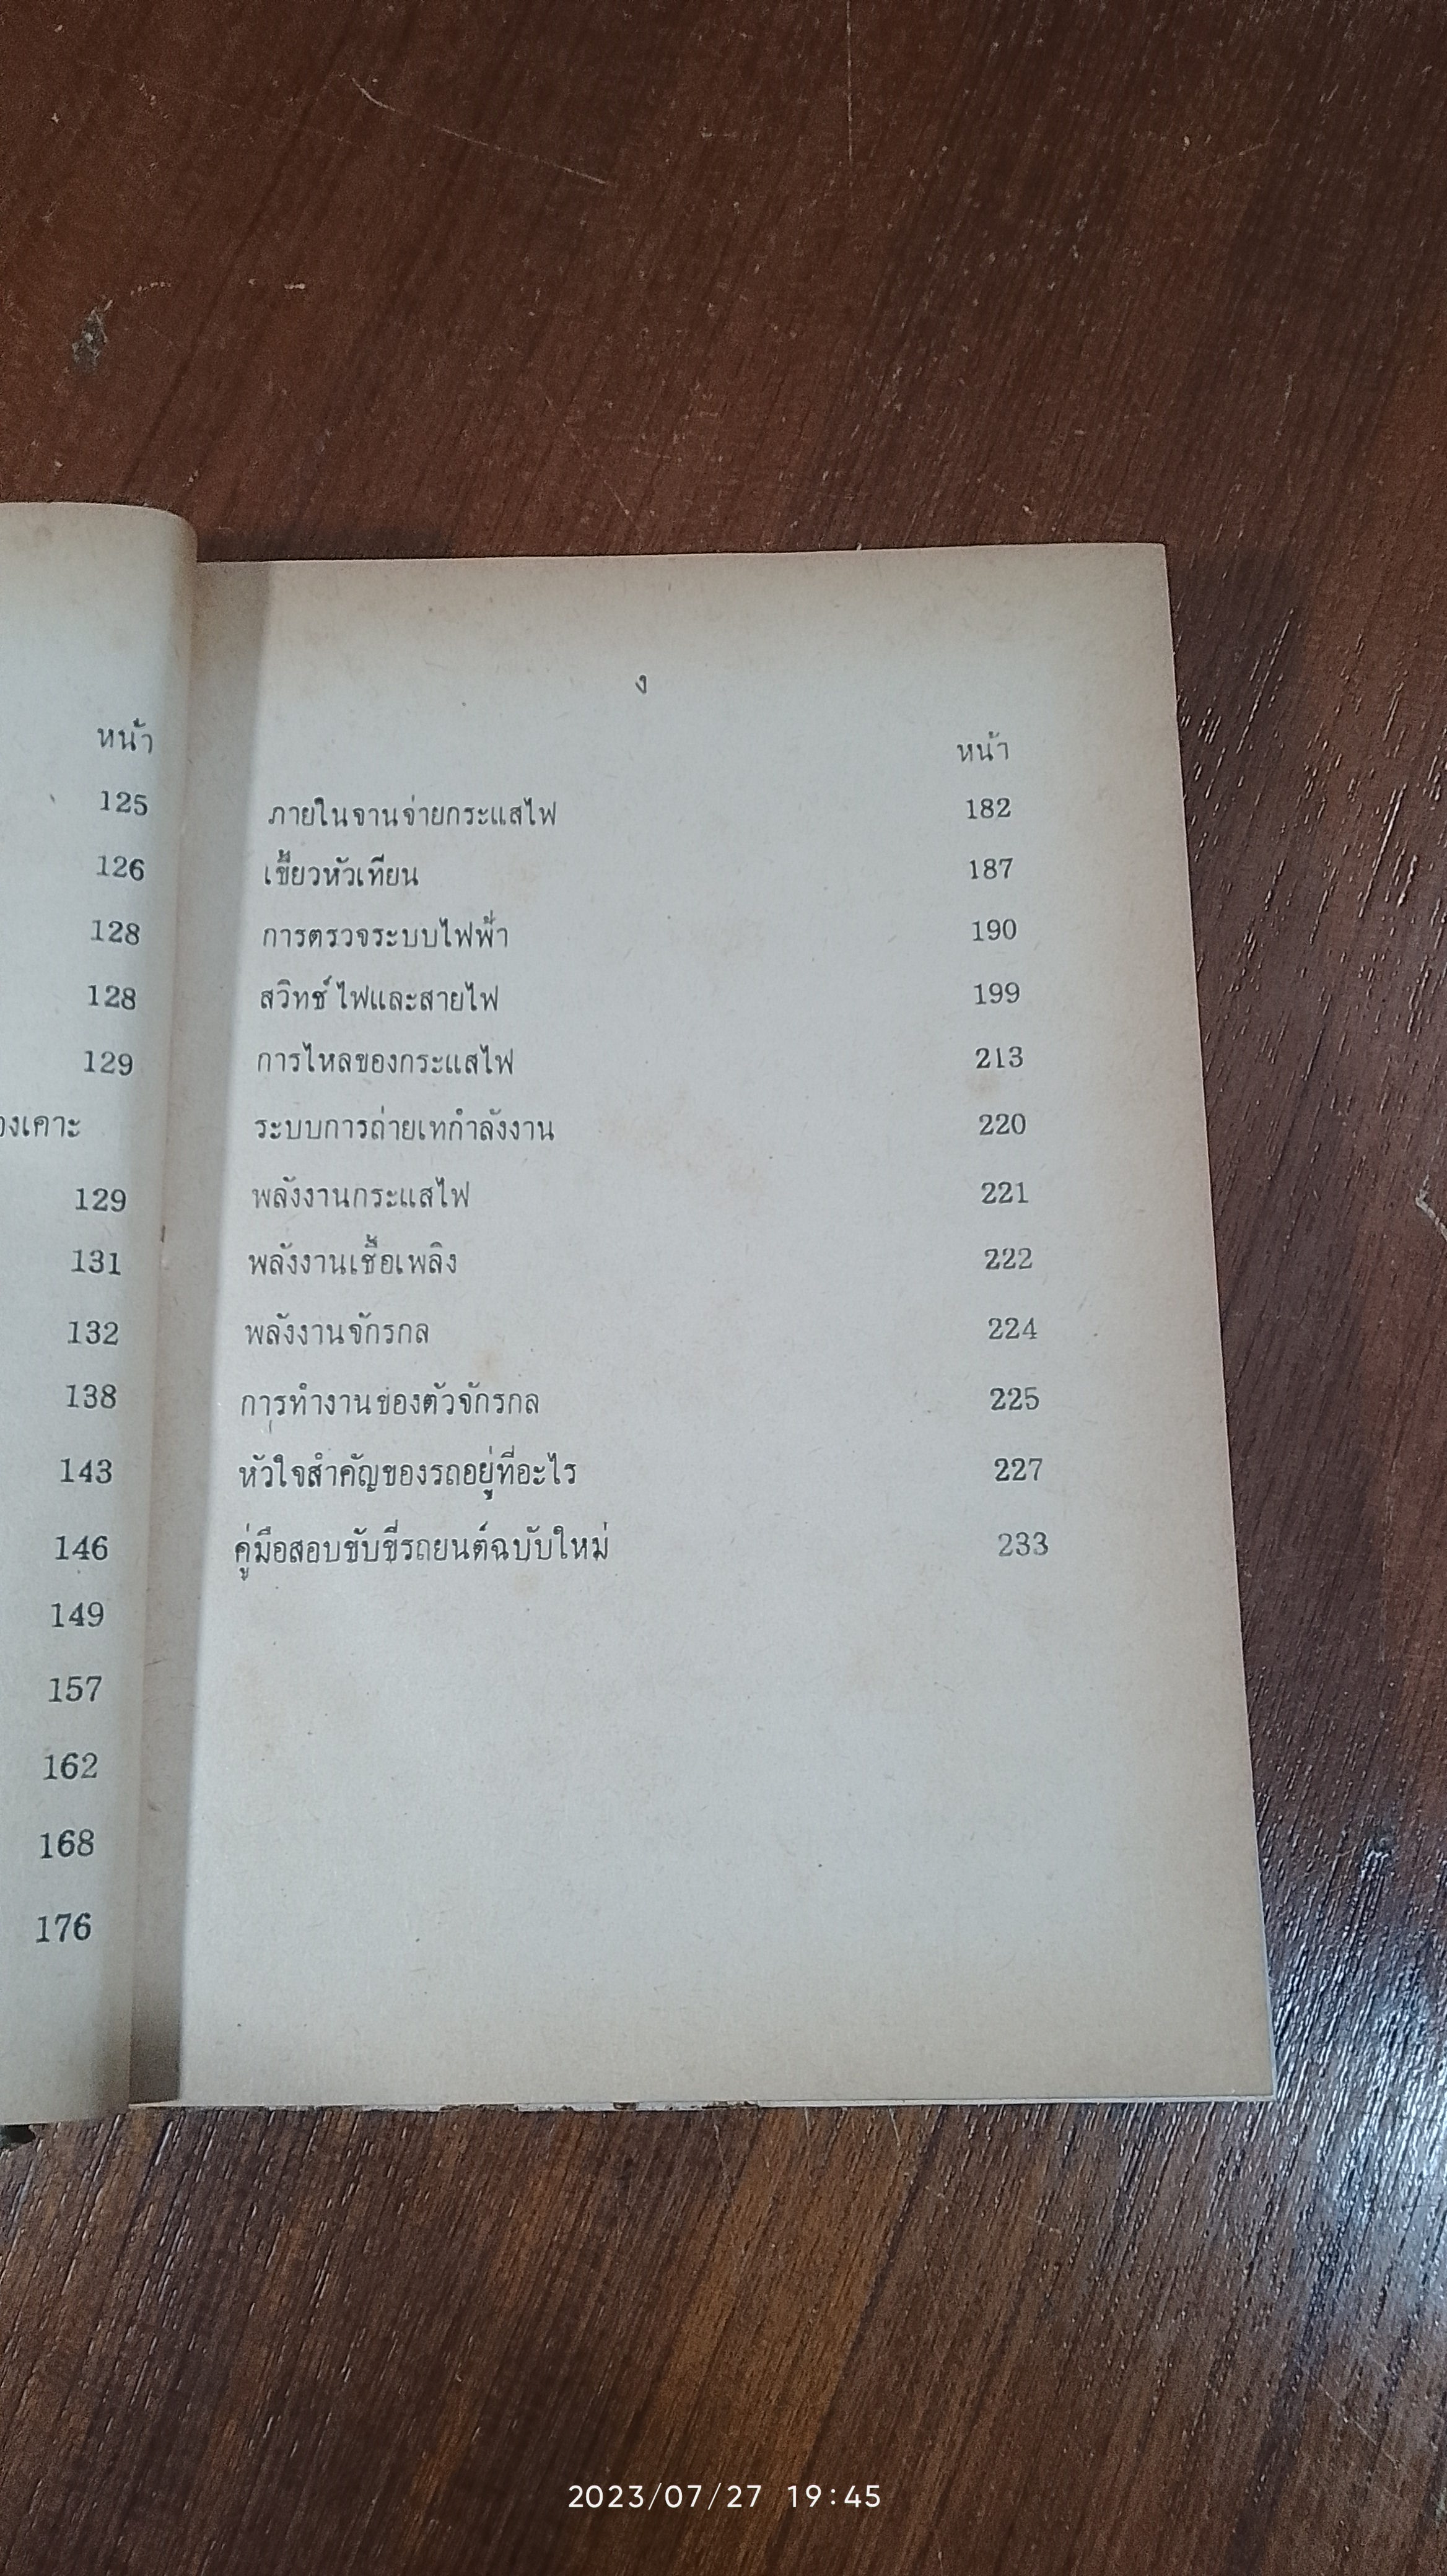 หน้า
125
126
128
128
129
องเคาะ
129
131
132
138
143
146
149
157
162
168
176
ง
หน้า
ภายในจานจ่ายกระแสไฟ 182
เขี้ยวหัวเทียน 187
การตรวจระบบไฟฟ้า 190
สวิทช์ ไฟและสายไฟ 199
การไหลของกระแสไฟ 213
ระบบการถ่ายเทกำลังงาน 220
พลังงานกระแสไฟ 221
พลังงานเชื้อเพลิง 222
พลังงานจักรกล 224
การทำงานของตัวจักรกล 225
หัวใจสำคัญของรถอยู่ที่อะไร 227
คู่มือสอบขับขี่รถยนต์ฉบับใหม่ 233
2023/07/27 19:45